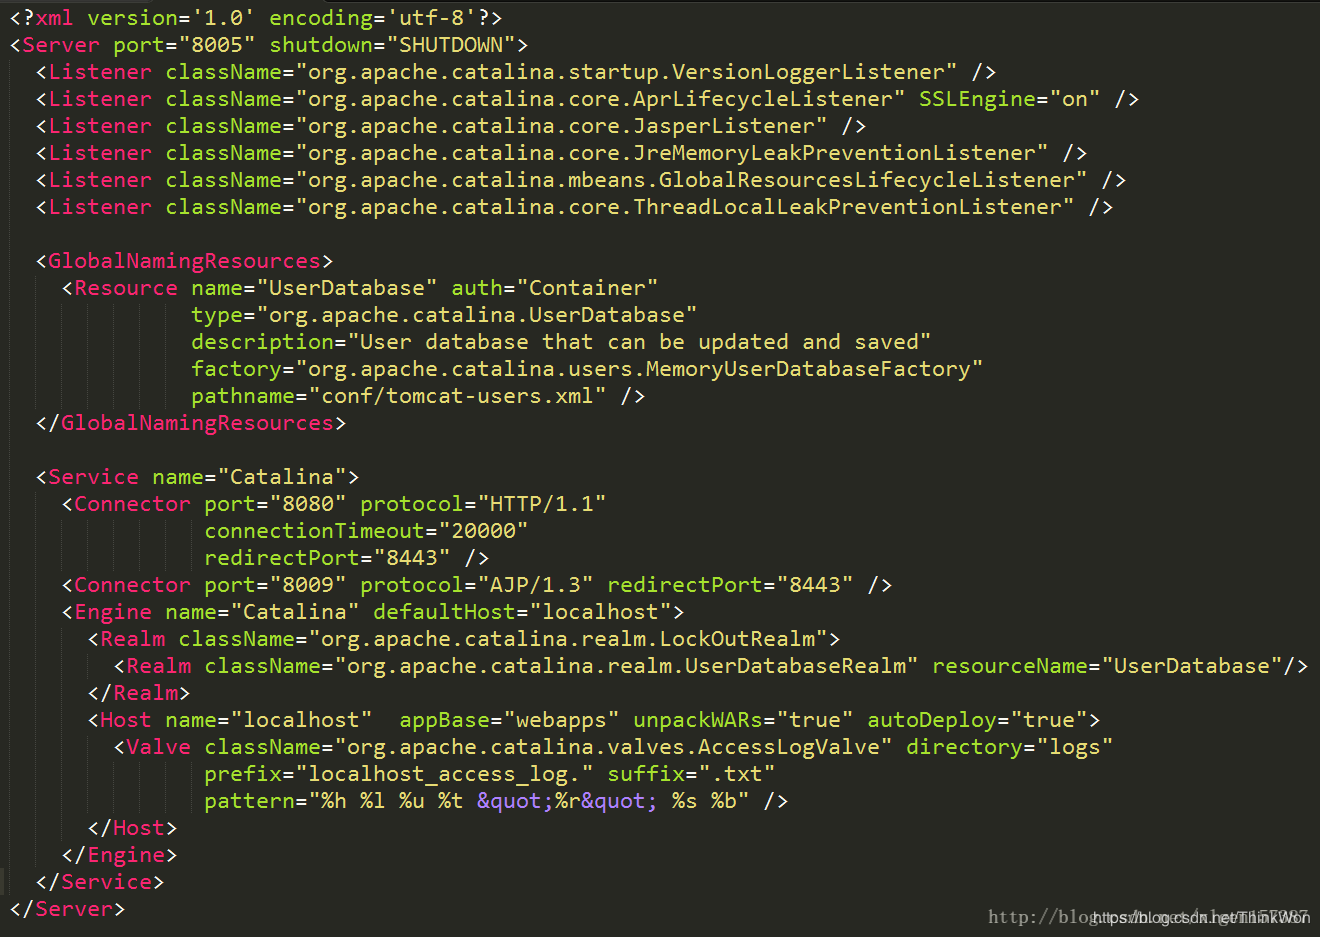 <?xml version='1.0' encoding='utf-8'?>
<Server port="8005" shutdown="SHUTDOWN">
  <Listener className="org.apache.catalina.startup.VersionLoggerListener" />
  <Listener className="org.apache.catalina.core.AprLifecycleListener" SSLEngine="on" />
  <Listener className="org.apache.catalina.core.JasperListener" />
  <Listener className="org.apache.catalina.core.JreMemoryLeakPreventionListener" />
  <Listener className="org.apache.catalina.mbeans.GlobalResourcesLifecycleListener" />
  <Listener className="org.apache.catalina.core.ThreadLocalLeakPreventionListener" />

  <GlobalNamingResources>
    <Resource name="UserDatabase" auth="Container"
              type="org.apache.catalina.UserDatabase"
              description="User database that can be updated and saved"
              factory="org.apache.catalina.users.MemoryUserDatabaseFactory"
              pathname="conf/tomcat-users.xml" />
  </GlobalNamingResources>

  <Service name="Catalina">
    <Connector port="8080" protocol="HTTP/1.1"
               connectionTimeout="20000"
               redirectPort="8443" />
    <Connector port="8009" protocol="AJP/1.3" redirectPort="8443" />
    <Engine name="Catalina" defaultHost="localhost">
      <Realm className="org.apache.catalina.realm.LockOutRealm">
        <Realm className="org.apache.catalina.realm.UserDatabaseRealm" resourceName="UserDatabase"/>
      </Realm>
      <Host name="localhost"  appBase="webapps" unpackWARs="true" autoDeploy="true">
        <Valve className="org.apache.catalina.valves.AccessLogValve" directory="logs"
               prefix="localhost_access_log." suffix=".txt"
               pattern="%h %l %u %t &quot;%r&quot; %s %b" />
      </Host>
    </Engine>
  </Service>
</Server>
https://blog.csdn.net/ThinkWon